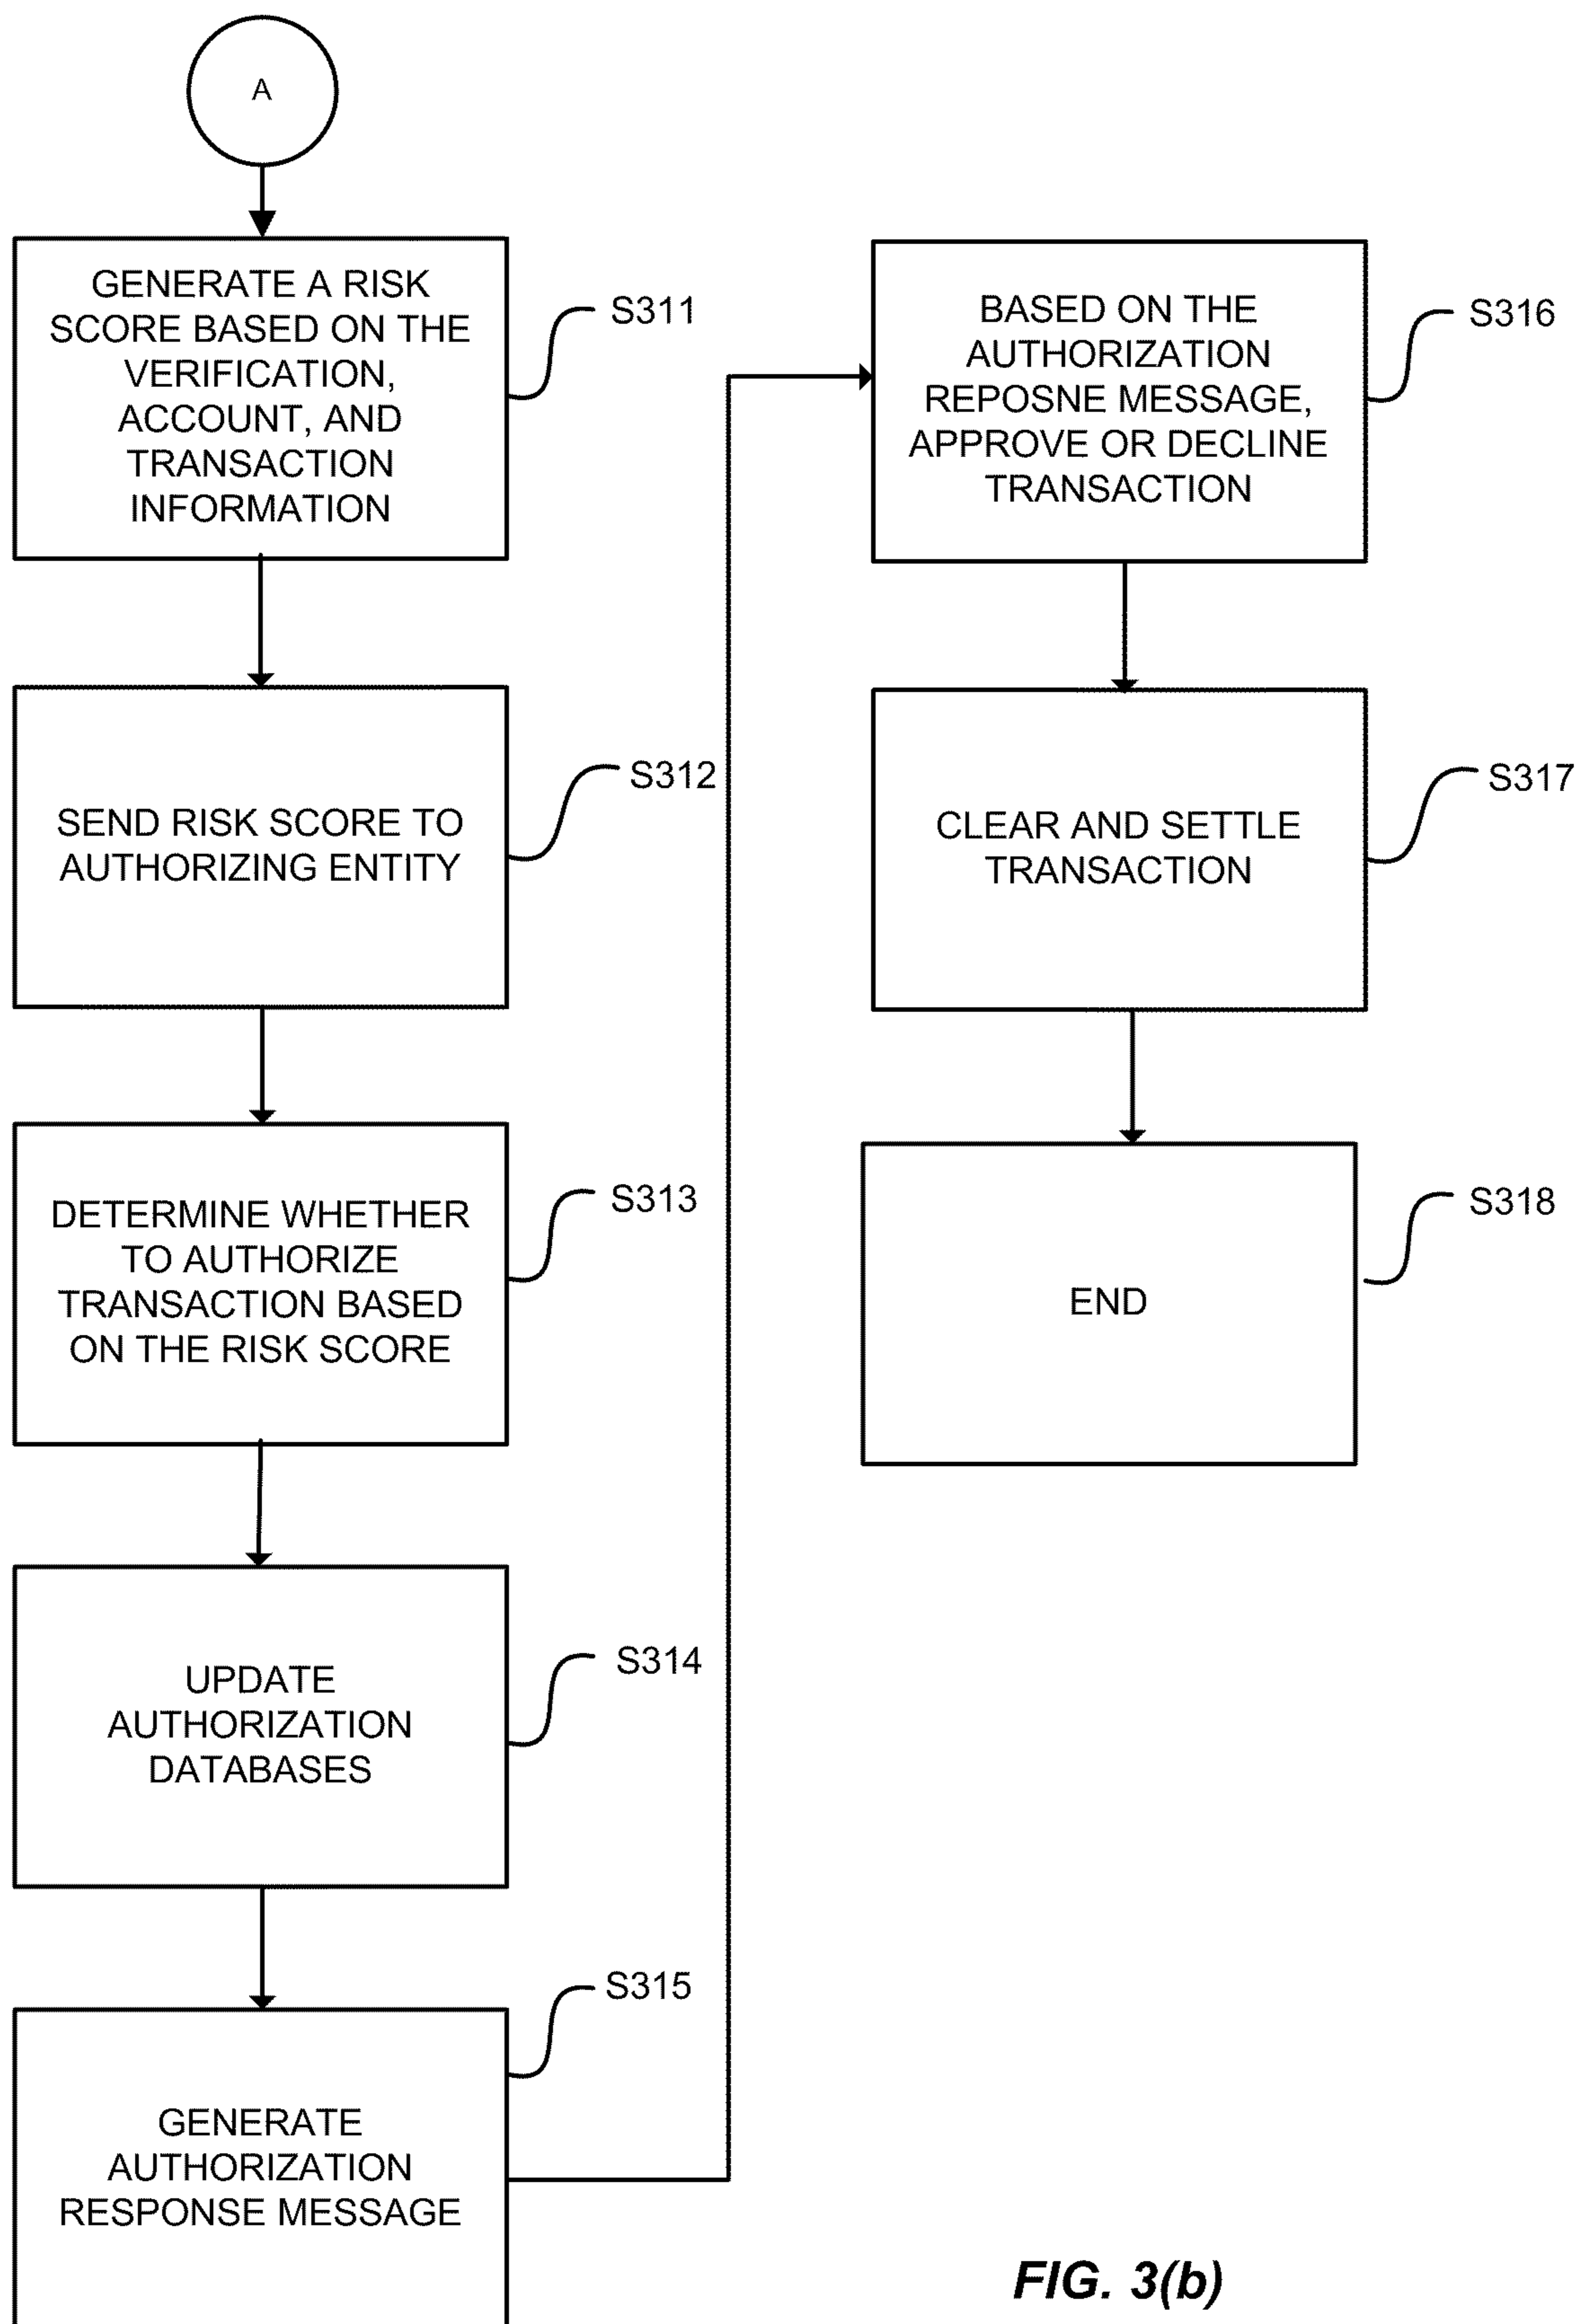 A
GENERATE A RISK
SCORE BASED ON THE
VERIFICATION,
ACCOUNT, AND
TRANSACTION
INFORMATION
S311
SEND RISK SCORE TO
AUTHORIZING ENTITY
S312
DETERMINE WHETHER
TO AUTHORIZE
TRANSACTION BASED
ON THE RISK SCORE
S313
UPDATE
AUTHORIZATION
DATABASES
S314
GENERATE
AUTHORIZATION
RESPONSE MESSAGE
S315
BASED ON THE
AUTHORIZATION
REPOSNE MESSAGE,
APPROVE OR DECLINE
TRANSACTION
S316
CLEAR AND SETTLE
TRANSACTION
S317
END
S318
FIG. 3(b)